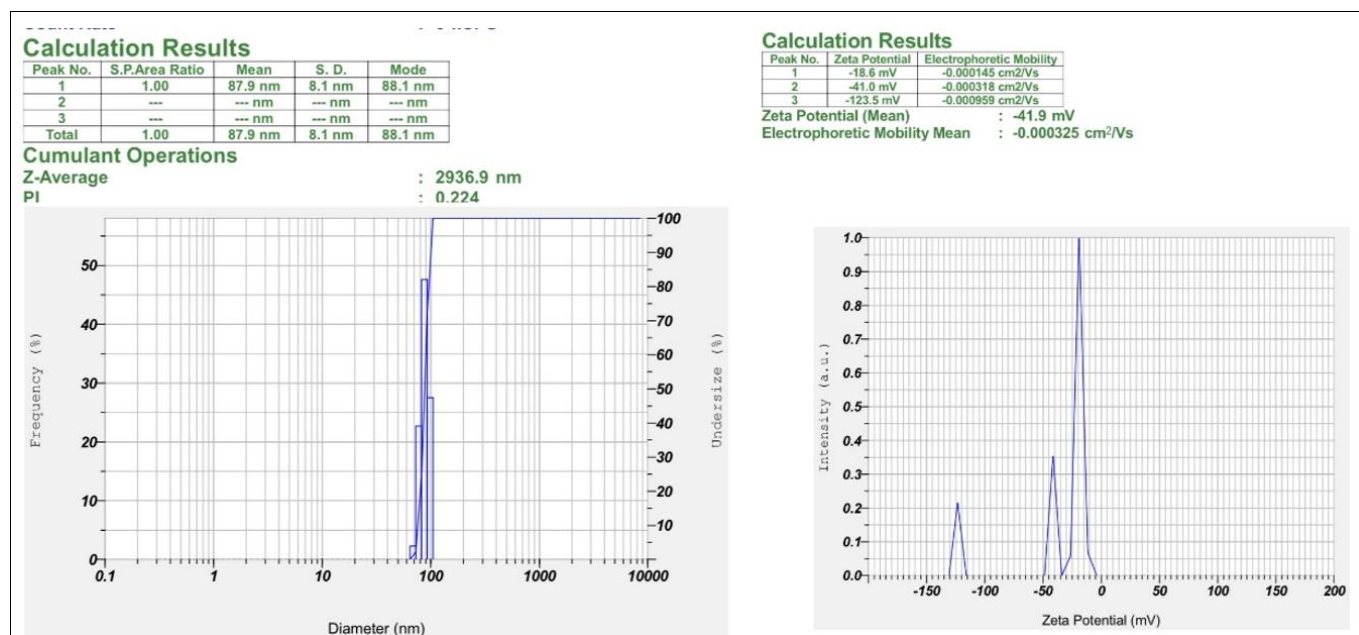 Calculation Results
Peak No. S.P.Area Ratio Mean S. D. Mode
1 1.00 87.9 nm 8.1 nm 88.1 nm
2 --- --- nm --- nm --- nm
3 --- --- nm --- nm --- nm
Total 1.00 87.9 nm 8.1 nm 88.1 nm
Cumulant Operations
Z-Average : 2936.9 nm
PI : 0.224
Frequency (%)
50
40
30
20
10
0
100
90
80
70
60
50
40
30
20
10
Undersize (%)
0.1 1 10 100 1000 10000
Diameter (nm)
Calculation Results
Peak No. Zeta Potential Electrophoretic Mobility
1 -18.6 mV -0.000145 cm2/Vs
2 -41.0 mV -0.000318 cm2/Vs
3 -123.5 mV -0.000959 cm2/Vs
Zeta Potential (Mean) : -41.9 mV
Electrophoretic Mobility Mean : -0.000325 cm²/Vs
Intensity (a.u.)
1.0
0.9
0.8
0.7
0.6
0.5
0.4
0.3
0.2
0.1
0.0
-150 -100 -50 0 50 100 150 200
Zeta Potential (mV)